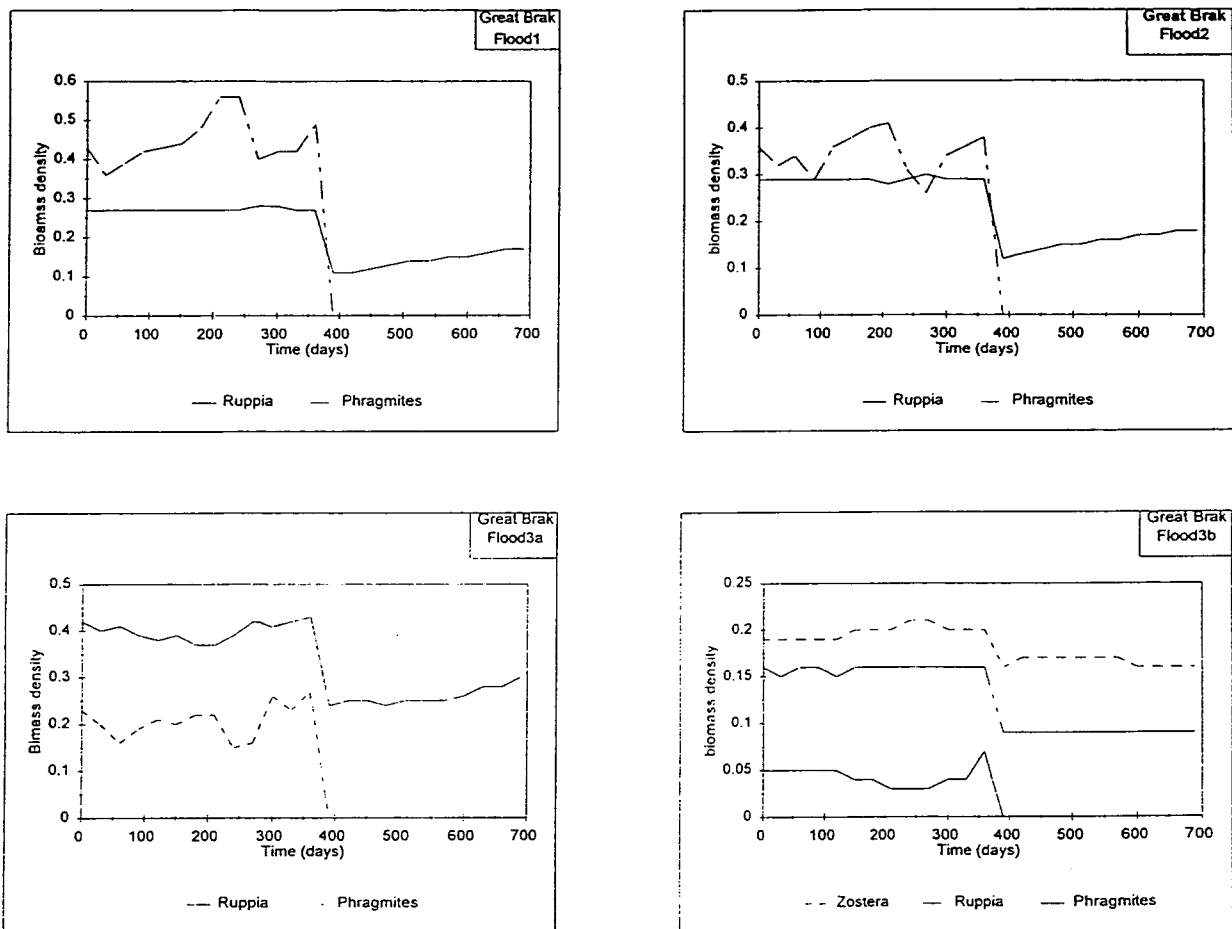 Great Brak
Flood1
Bioamss density
0.6
0.5
0.4
0.3
0.2
0.1
0
0 100 200 300 400 500 600 700
Time (days)
Ruppia Phragmites
Great Brak
Flood2
biomass density
0.5
0.4
0.3
0.2
0.1
0
0 100 200 300 400 500 600 700
Time (days)
Ruppia Phragmites
Great Brak
Flood3a
Bimass density
0.5
0.4
0.3
0.2
0.1
0
0 100 200 300 400 500 600 700
Time (days)
Ruppia Phragmites
Great Brak
Flood3b
biomass density
0.25
0.2
0.15
0.1
0.05
0
0 100 200 300 400 500 600 700
Time (days)
Zostera Ruppia Phragmites